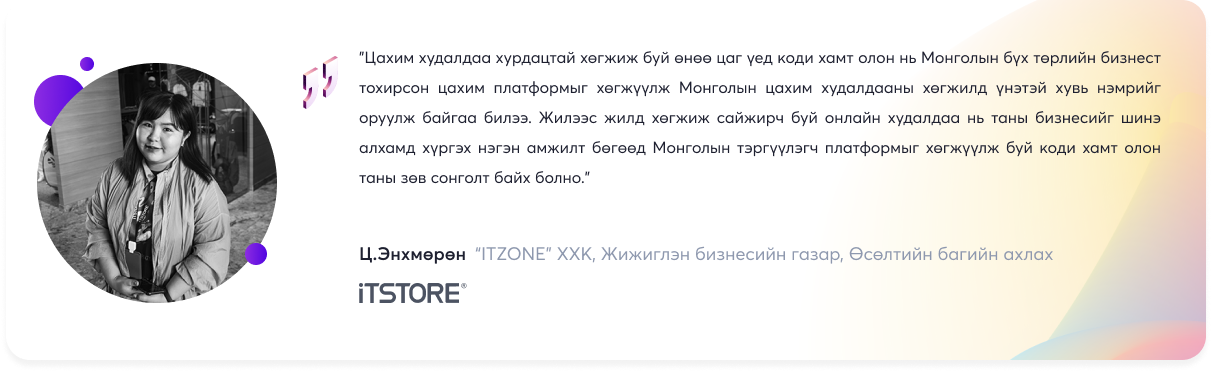 "Цахим худалдаа хурдацтай хөгжиж буй өнөө цаг үед коди хамт олон нь Монголын бүх төрлийн бизнест
тохирсон цахим платформыг хөгжүүлж Монголын цахим худалдааны хөгжилд үнэтэй хувь нэмрийг
оруулж байгаа билээ. Жилээс жилд хөгжиж сайжирч буй онлайн худалдаа нь таны бизнесийг шинэ
алхамд хүргэх нэгэн амжилт бөгөөд Монголын тэргүүлэгч платформыг хөгжүүлж буй коди хамт олон
таны зөв сонголт байх болно."
Ц.Энхмөрөн "ITZONE" ХХК, Жижиглэн бизнесийн газар, Өсөлтийн багийн ахлах
iTSTORE®